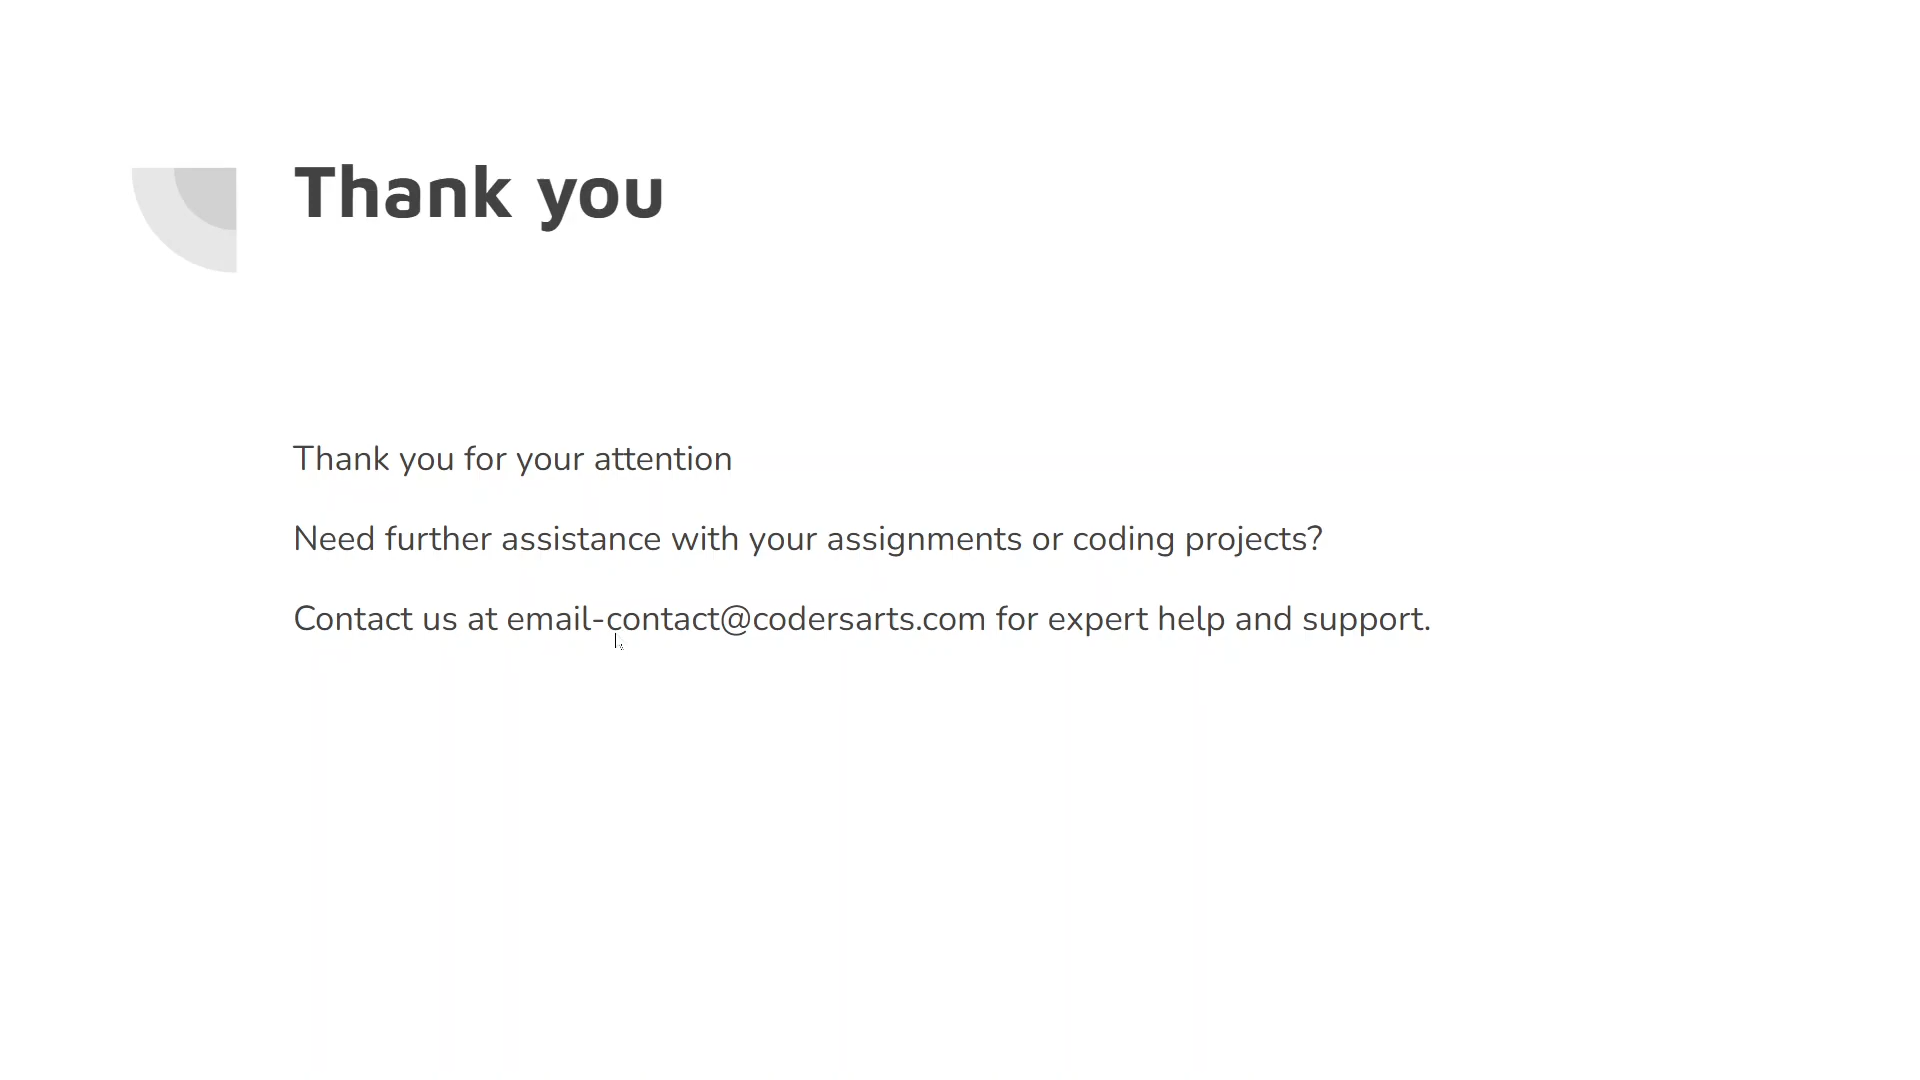 Thank you
Thank you for your attention
Need further assistance with your assignments or coding projects?
Contact us at email-contact@codersarts.com for expert help and support.